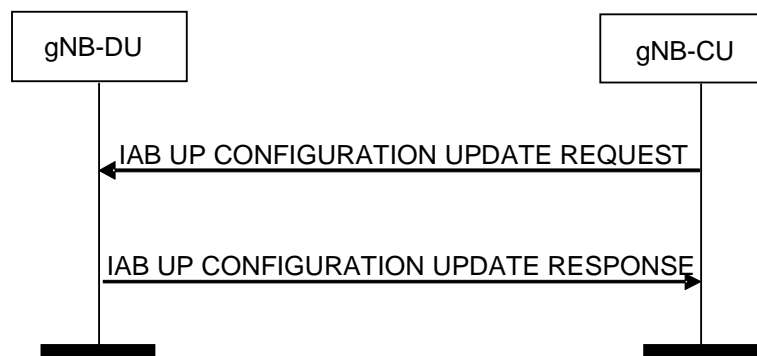 gNB-DU
gNB-CU
IAB UP CONFIGURATION UPDATE REQUEST
IAB UP CONFIGURATION UPDATE RESPONSE